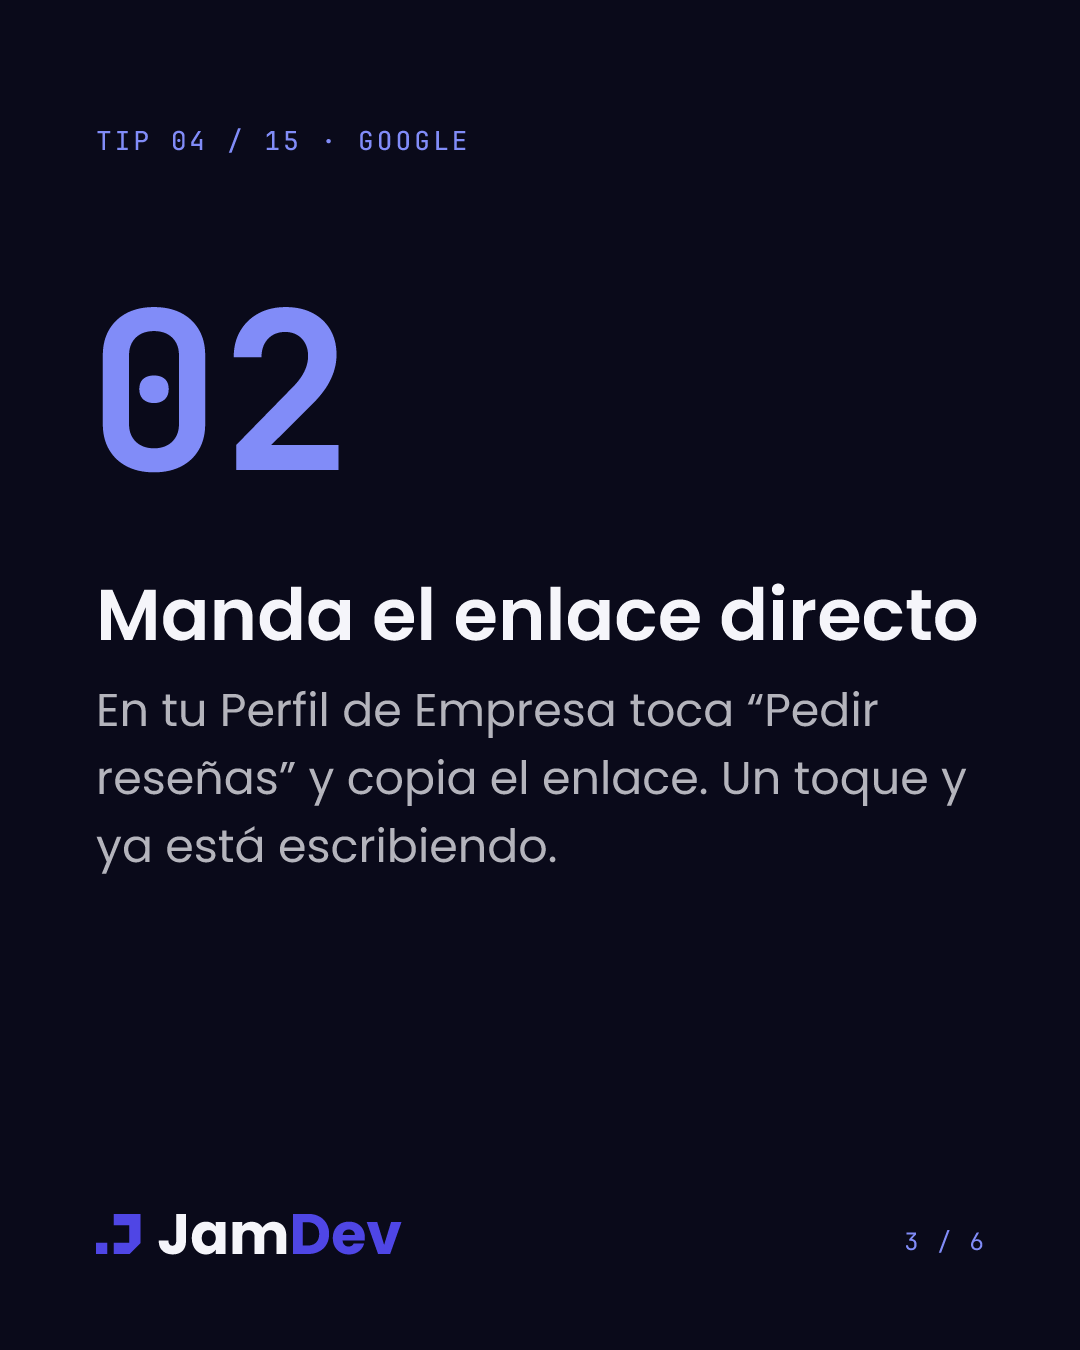 TIP 04 / 15 · GOOGLE
02
Manda el enlace directo
En tu Perfil de Empresa toca “Pedir
reseñas” y copia el enlace. Un toque y
ya está escribiendo.
JamDev
3 / 6